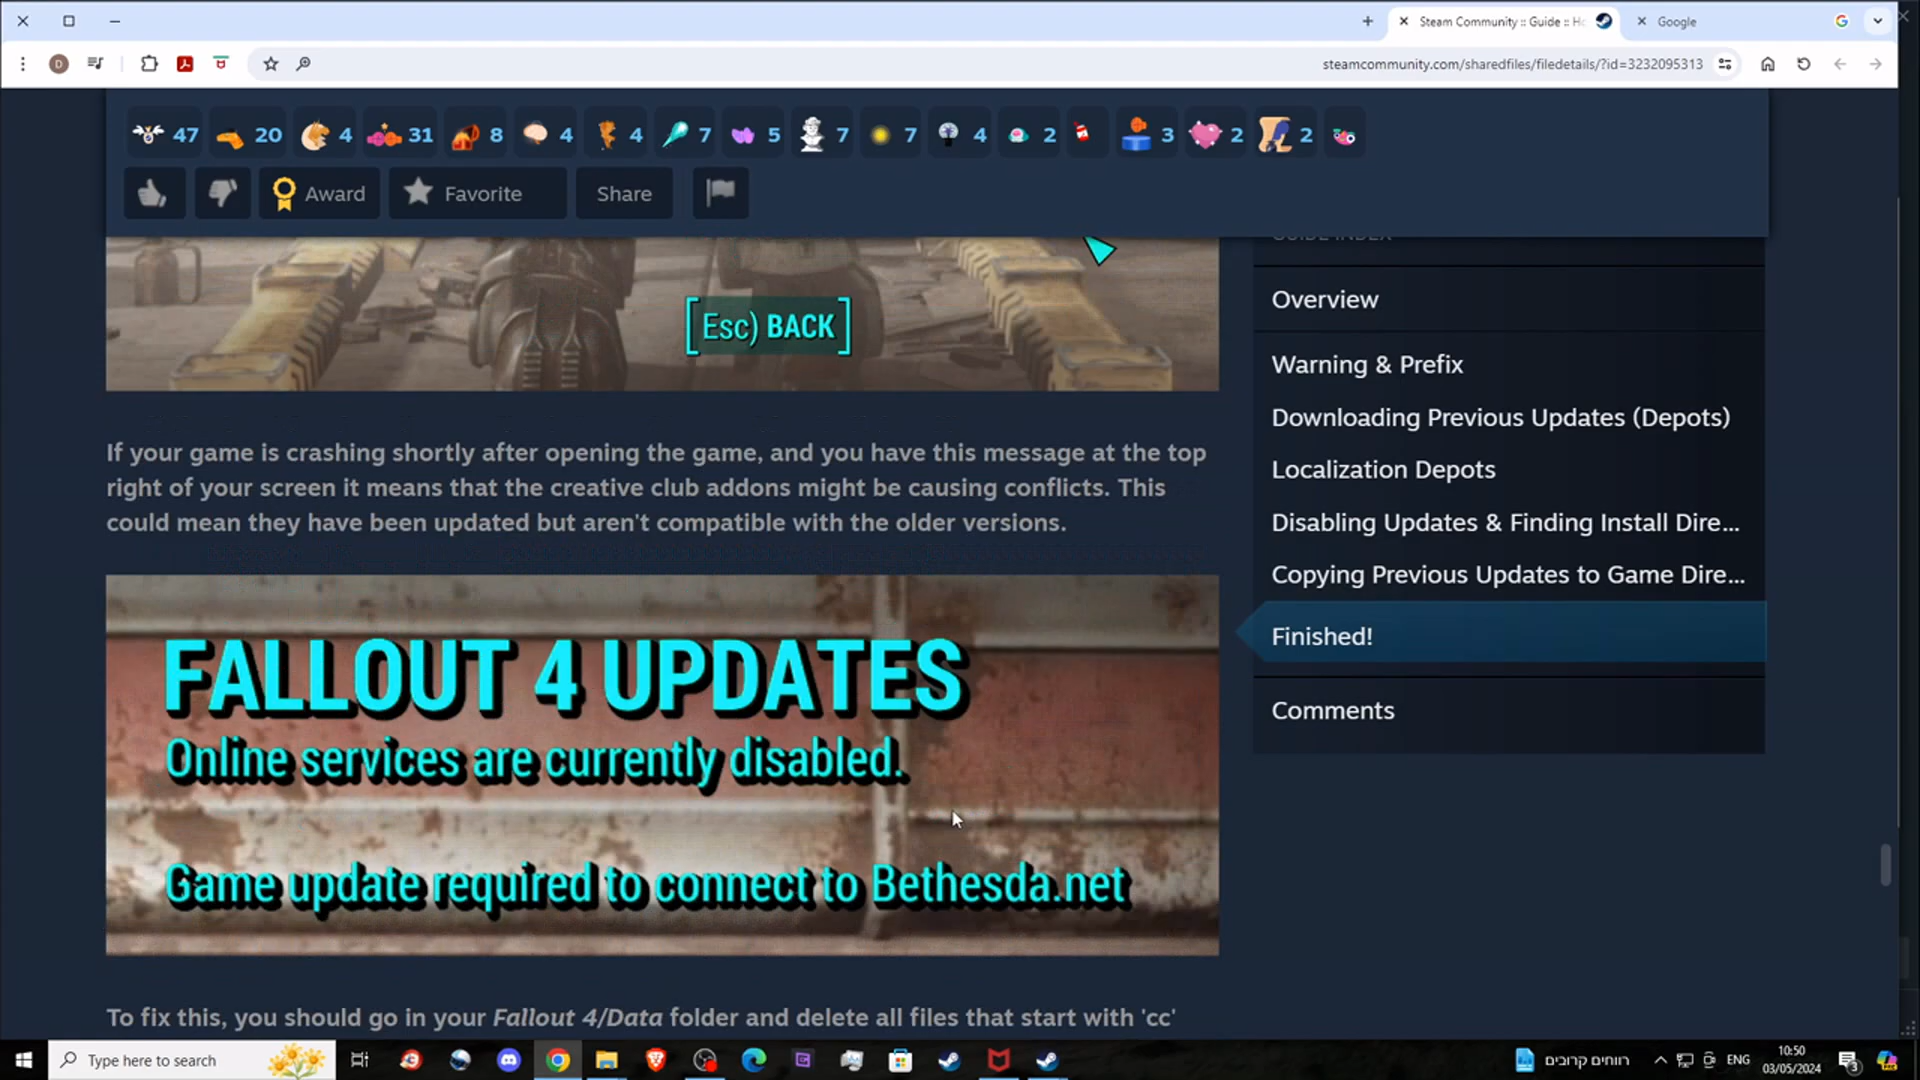 Steam Community :: Guide :: Ho
Google
steamcommunity.com/sharedfiles/filedetails/?id=3232095313
D
47
20
4
31
8
4
4
7
5
7
7
4
2
3
2
2
Award
Favorite
Share
Esc) BACK
If your game is crashing shortly after opening the game, and you have this message at the top
right of your screen it means that the creative club addons might be causing conflicts. This
could mean they have been updated but aren't compatible with the older versions.
FALLOUT 4 UPDATES
Online services are currently disabled.
Game update required to connect to Bethesda.net
To fix this, you should go in your Fallout 4/Data folder and delete all files that start with 'cc'
GUIDE INDEX
Overview
Warning & Prefix
Downloading Previous Updates (Depots)
Localization Depots
Disabling Updates & Finding Install Dire...
Copying Previous Updates to Game Dire...
Finished!
Comments
Type here to search
רווחים קרובים
ENG
10:50
03/05/2024
3